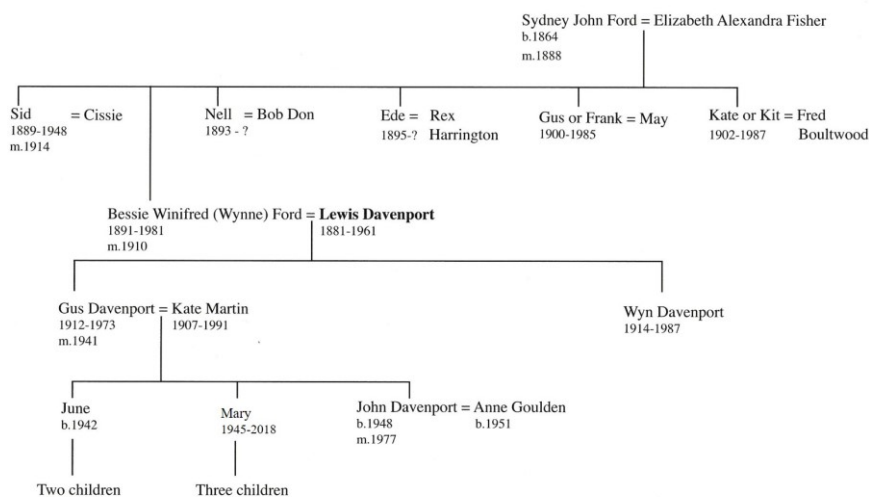 Sydney John Ford = Elizabeth Alexandra Fisher
b.1864
m.1888
Sid = Cissie
1889-1948
m.1914
Nell = Bob Don
1893 - ?
Ede = Rex
1895-? Harrington
Gus or Frank = May
1900-1985
Kate or Kit = Fred
1902-1987 Boultwood
Bessie Winifred (Wynne) Ford = Lewis Davenport
1891-1981 1881-1961
m.1910
Gus Davenport = Kate Martin
1912-1973 1907-1991
m.1941
Wyn Davenport
1914-1987
June
b.1942
Mary
1945-2018
John Davenport = Anne Goulden
b.1948 b.1951
m.1977
Two children
Three children